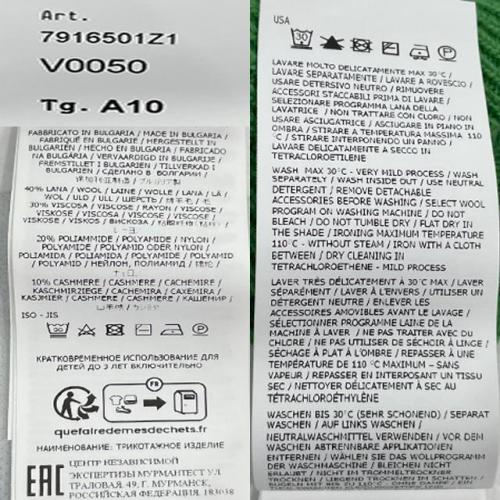 Art.
7916501Z1
V0050
Tg. A10
FABBRICATO IN BULGARIA / MADE IN BULGARIA /
FABRIQUÉ EN BULGARIE / HERGESTELLT IN
BULGARIEN / HECHO EN BULGARIA / FABRICADO
NA BULGÁRIA / VERVAARDIGD IN BULGARIJE /
FREMSTILLET I BULGARIEN / TILLVERKAD I
BULGARIEN / СДЕЛАНО В БОЛГАРИИ /
40% LANA / WOOL / LAINE / WOLLE / LANA / LÃ /
WOL / ULD / ULL / ШЕРСТЬ /
30% VISCOSA / VISCOSE / RAYON / VISCOSE /
VISKOSE / VISCOSA / VISCOSE / VISCOSE /
VISKOSE / VISKOS / ВИСКОЗА /
20% POLIAMMIDE / POLYAMIDE / NYLON /
POLYAMIDE / POLYAMID ODER NYLON /
POLIAMIDA / POLIAMIDA / POLYAMIDE / POLYAMID
/ POLYAMID / НЕЙЛОН, ПОЛИАМИД /
10% CASHMERE / CASHMERE / CACHEMIRE /
KASCHMIRZIEGE / CACHEMIRA / CAXEMIRA /
KASJMIER / CASHMERE / CASHMERE / КАШЕМИР /
ISO - JIS
КРАТКОВРЕМЕННОЕ ИСПОЛЬЗОВАНИЕ ДЛЯ
ДЕТЕЙ ДО 3 ЛЕТ ВКЛЮЧИТЕЛЬНО
FR
quefairedemesdechets.fr
НАИМЕНОВАНИЕ: ТРИКОТАЖНОЕ ИЗДЕЛИЕ
EAC
ЦЕНТР НЕЗАВИСИМОЙ
ЭКСПЕРТИЗЫ МУРМАНТЕСТ УЛ.
ТРАЛОВАЯ, 49, Г. МУРМАНСК,
РОССИЙСКАЯ ФЕДЕРАЦИЯ, 183038
USA
30
LAVARE MOLTO DELICATAMENTE MAX 30°C /
LAVARE SEPARATAMENTE / LAVARE A ROVESCIO /
USARE DETERSIVO NEUTRO / RIMUOVERE
ACCESSORI STACCABILI PRIMA DI LAVARE /
SELEZIONARE PROGRAMMA LANA DELLA
LAVATRICE / NON TRATTARE CON CLORO / NON
USARE ASCIUGATRICE / ASCIUGARE IN PIANO IN
OMBRA / STIRARE A TEMPERATURA MASSIMA 110
°C / STIRARE INTERPONENDO UN PANNO /
LAVARE DELICATAMENTE A SECCO IN
TETRACLOROETILENE
WASH MAX 30°C - VERY MILD PROCESS / WASH
SEPARATELY / WASH INSIDE OUT / USE NEUTRAL
DETERGENT / REMOVE DETACHABLE
ACCESSORIES BEFORE WASHING / SELECT WOOL
PROGRAM ON WASHING MACHINE / DO NOT
BLEACH / DO NOT TUMBLE DRY / FLAT DRY IN
THE SHADE / IRONING MAXIMUM TEMPERATURE
110°C - WITHOUT STEAM / IRON WITH A CLOTH
BETWEEN / DRY CLEANING IN
TETRACHLOROETHENE - MILD PROCESS
LAVER TRÈS DÉLICATEMENT À 30°C MAX / LAVER
SÉPARÉMENT / LAVER À L'ENVERS / UTILISER UN
DÉTERGENT NEUTRE / ENLEVER LES
ACCESSOIRES AMOVIBLES AVANT LE LAVAGE /
SÉLECTIONNER PROGRAMME LAINE DE LA
MACHINE À LAVER / NE PAS TRAITER AVEC DU
CHLORE / NE PAS UTILISER DE SÉCHOIR À LINGE /
SÉCHAGE À PLAT À L'OMBRE / REPASSER À UNE
TEMPÉRATURE DE 110 °C MAXIMUM - SANS
VAPEUR / REPASSER EN INTERPOSANT UN TISSU
SEC / NETTOYER DÉLICATEMENT À SEC AU
TÉTRACHLOROÉTHYLÈNE
WASCHEN BIS 30°C (SEHR SCHONEND) / SEPARAT
WASCHEN / AUF LINKS WASCHEN /
NEUTRALWASCHMITTEL VERWENDEN / VOR DEM
WASCHEN ABTRENNBARE APPLIKATIONEN
ENTFERNEN / WÄHLEN SIE DAS WOLLPROGRAMM
DER WASCHMASCHINE / BLEICHEN NICHT
ERLAUBT / NICHT IM TROMMELTROCKNER